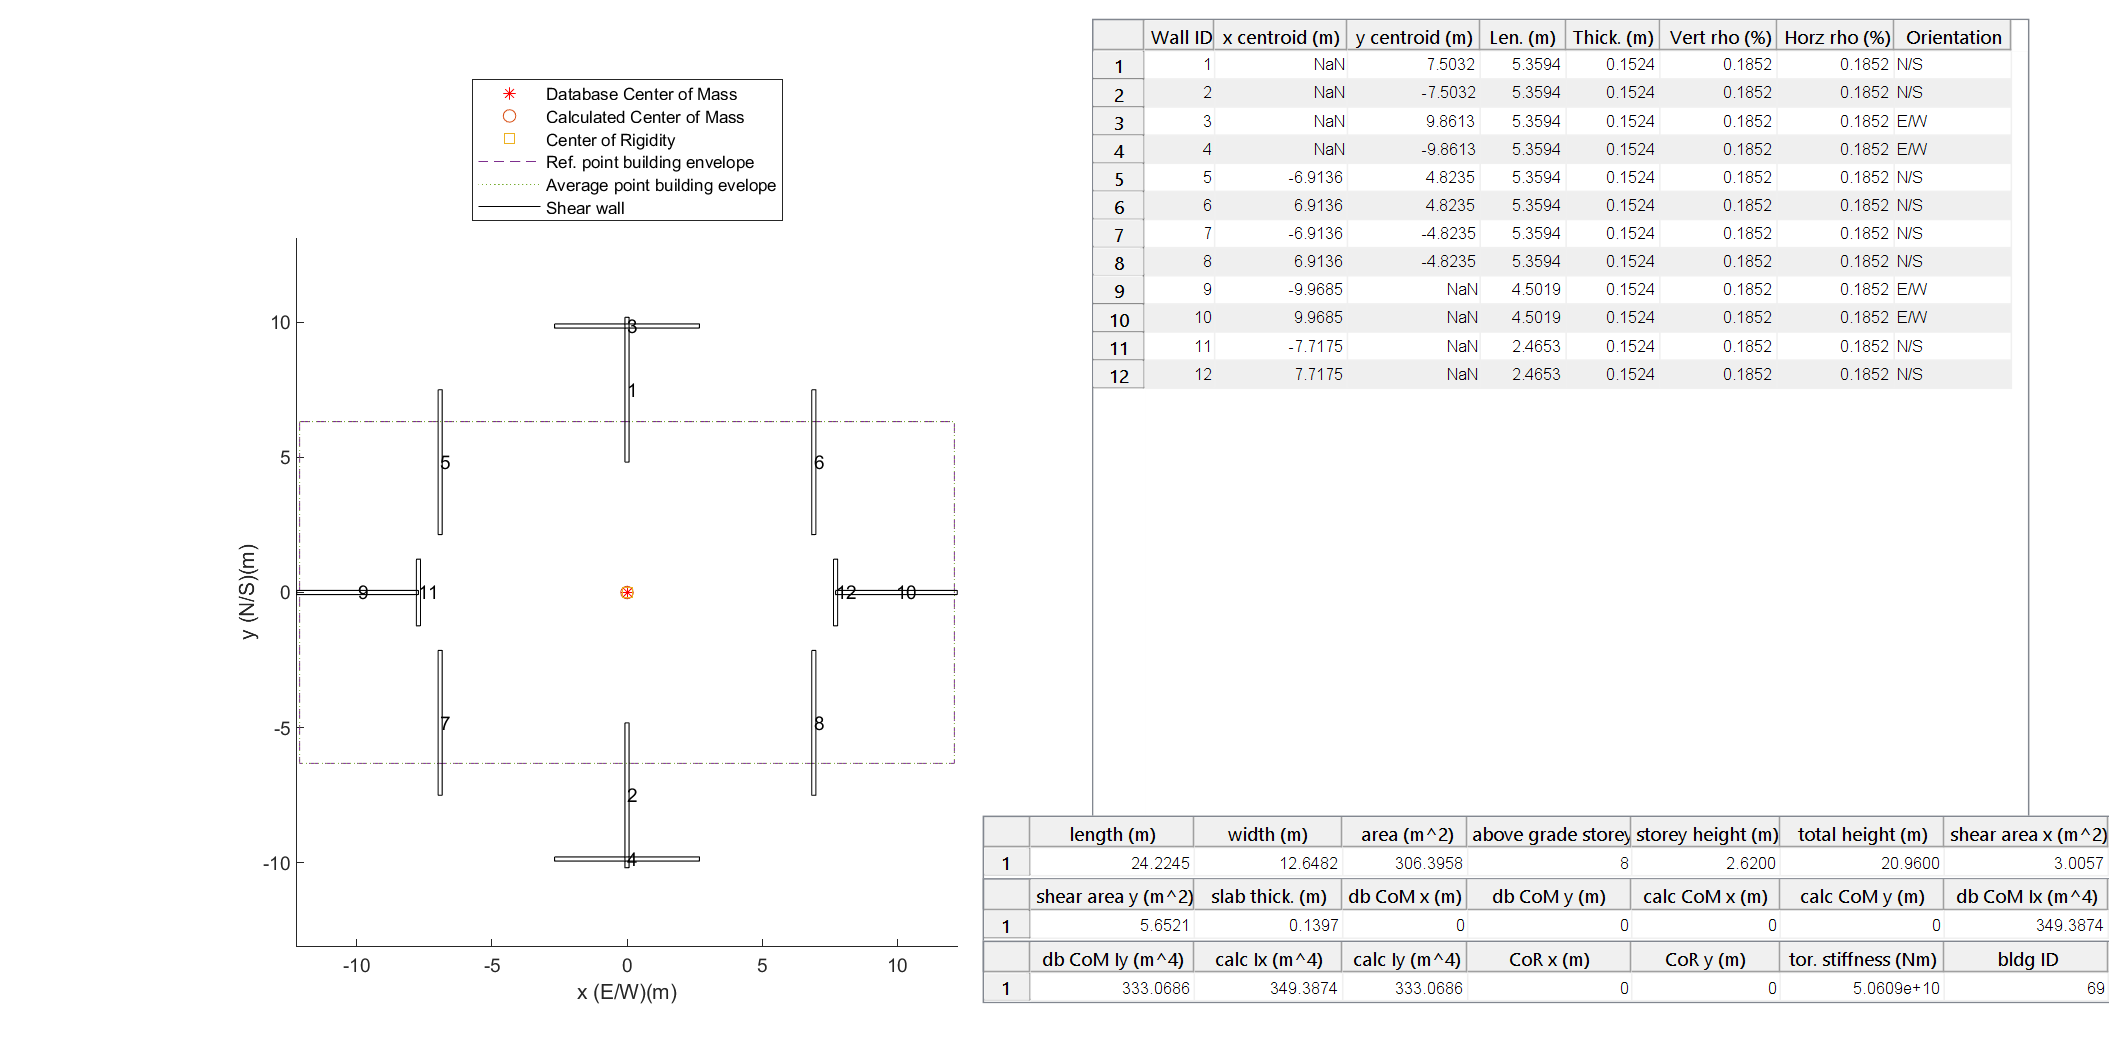 Database Center of Mass
Calculated Center of Mass
Center of Rigidity
Ref. point building envelope
Average point building evelope
Shear wall
10
5
0
-5
-10
y (N/S)(m)
3
1
5
6
9
11
12
10
7
8
2
4
-10
-5
0
5
10
x (E/W)(m)
Wall ID x centroid (m) y centroid (m) Len. (m) Thick. (m) Vert rho (%) Horz rho (%) Orientation
1 1 NaN 7.5032 5.3594 0.1524 0.1852 0.1852 N/S
2 2 NaN -7.5032 5.3594 0.1524 0.1852 0.1852 N/S
3 3 NaN 9.8613 5.3594 0.1524 0.1852 0.1852 E/W
4 4 NaN -9.8613 5.3594 0.1524 0.1852 0.1852 E/W
5 5 -6.9136 4.8235 5.3594 0.1524 0.1852 0.1852 N/S
6 6 6.9136 4.8235 5.3594 0.1524 0.1852 0.1852 N/S
7 7 -6.9136 -4.8235 5.3594 0.1524 0.1852 0.1852 N/S
8 8 6.9136 -4.8235 5.3594 0.1524 0.1852 0.1852 N/S
9 9 -9.9685 NaN 4.5019 0.1524 0.1852 0.1852 E/W
10 10 9.9685 NaN 4.5019 0.1524 0.1852 0.1852 E/W
11 11 -7.7175 NaN 2.4653 0.1524 0.1852 0.1852 N/S
12 12 7.7175 NaN 2.4653 0.1524 0.1852 0.1852 N/S
length (m) width (m) area (m^2) above grade storey storey height (m) total height (m) shear area x (m^2)
1 24.2245 12.6482 306.3958 8 2.6200 20.9600 3.0057
shear area y (m^2) slab thick. (m) db CoM x (m) db CoM y (m) calc CoM x (m) calc CoM y (m) db CoM Ix (m^4)
1 5.6521 0.1397 0 0 0 0 349.3874
db CoM Iy (m^4) calc Ix (m^4) calc Iy (m^4) CoR x (m) CoR y (m) tor. stiffness (Nm) bldg ID
1 333.0686 349.3874 333.0686 0 0 5.0609e+10 69